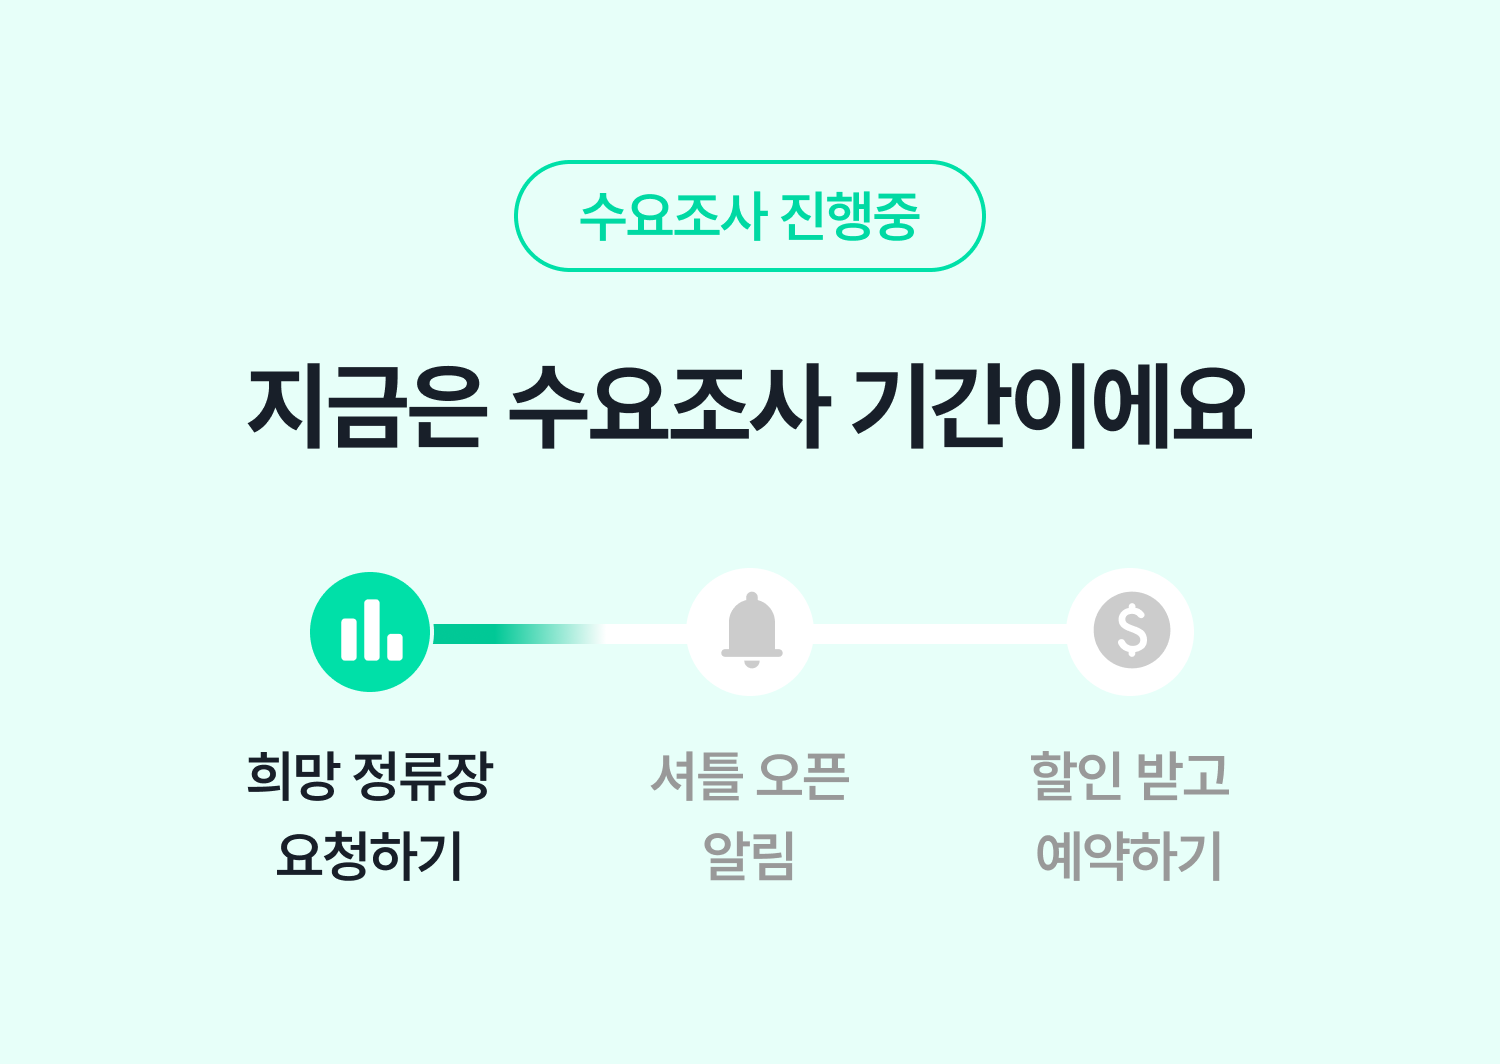 수요조사 진행중
지금은 수요조사 기간이에요
희망 정류장
요청하기
셔틀 오픈
알림
할인 받고
예약하기